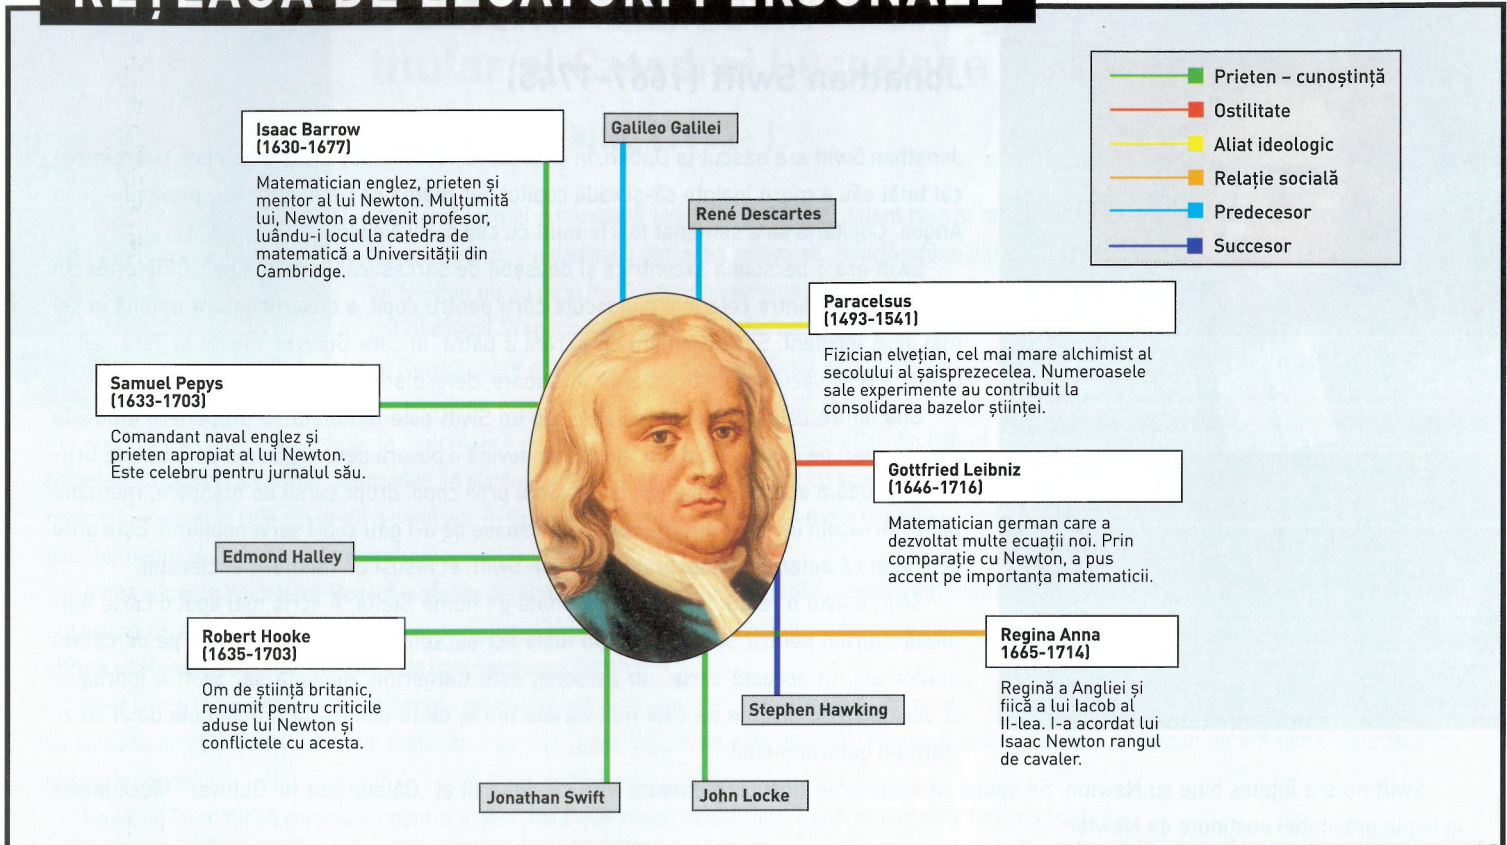 REȚEAUA DE LEGĂTURI PERSONALE
Prieten – cunoștință
Ostilitate
Aliat ideologic
Relație socială
Predecesor
Succesor
Isaac Barrow
(1630-1677)
Matematician englez, prieten și
mentor al lui Newton. Mulțumită
lui, Newton a devenit profesor,
luându-i locul la catedra de
matematică a Universității din
Cambridge.
Galileo Galilei
René Descartes
Paracelsus
(1493-1541)
Fizician elvețian, cel mai mare alchimist al
secolului al șaisprezecelea. Numeroasele
sale experimente au contribuit la
consolidarea bazelor științei.
Samuel Pepys
(1633-1703)
Comandant naval englez și
prieten apropiat al lui Newton.
Este celebru pentru jurnalul său.
Gottfried Leibniz
(1646-1716)
Matematician german care a
dezvoltat multe ecuații noi. Prin
comparație cu Newton, a pus
accent pe importanța matematicii.
Edmond Halley
Robert Hooke
(1635-1703)
Om de știință britanic,
renumit pentru criticile
aduse lui Newton și
conflictele cu acesta.
Regina Anna
1665-1714)
Regină a Angliei și
fiică a lui Iacob al
II-lea. I-a acordat lui
Isaac Newton rangul
de cavaler.
Stephen Hawking
Jonathan Swift
John Locke